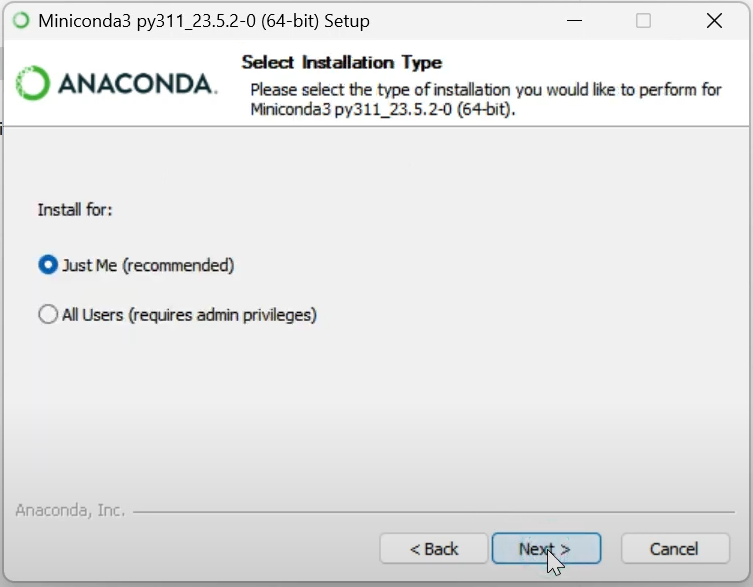 Miniconda3 py311_23.5.2-0 (64-bit) Setup
ANACONDA.
Select Installation Type
Please select the type of installation you would like to perform for
Miniconda3 py311_23.5.2-0 (64-bit).
Install for:
Just Me (recommended)
All Users (requires admin privileges)
Anaconda, Inc.
< Back
Next >
Cancel